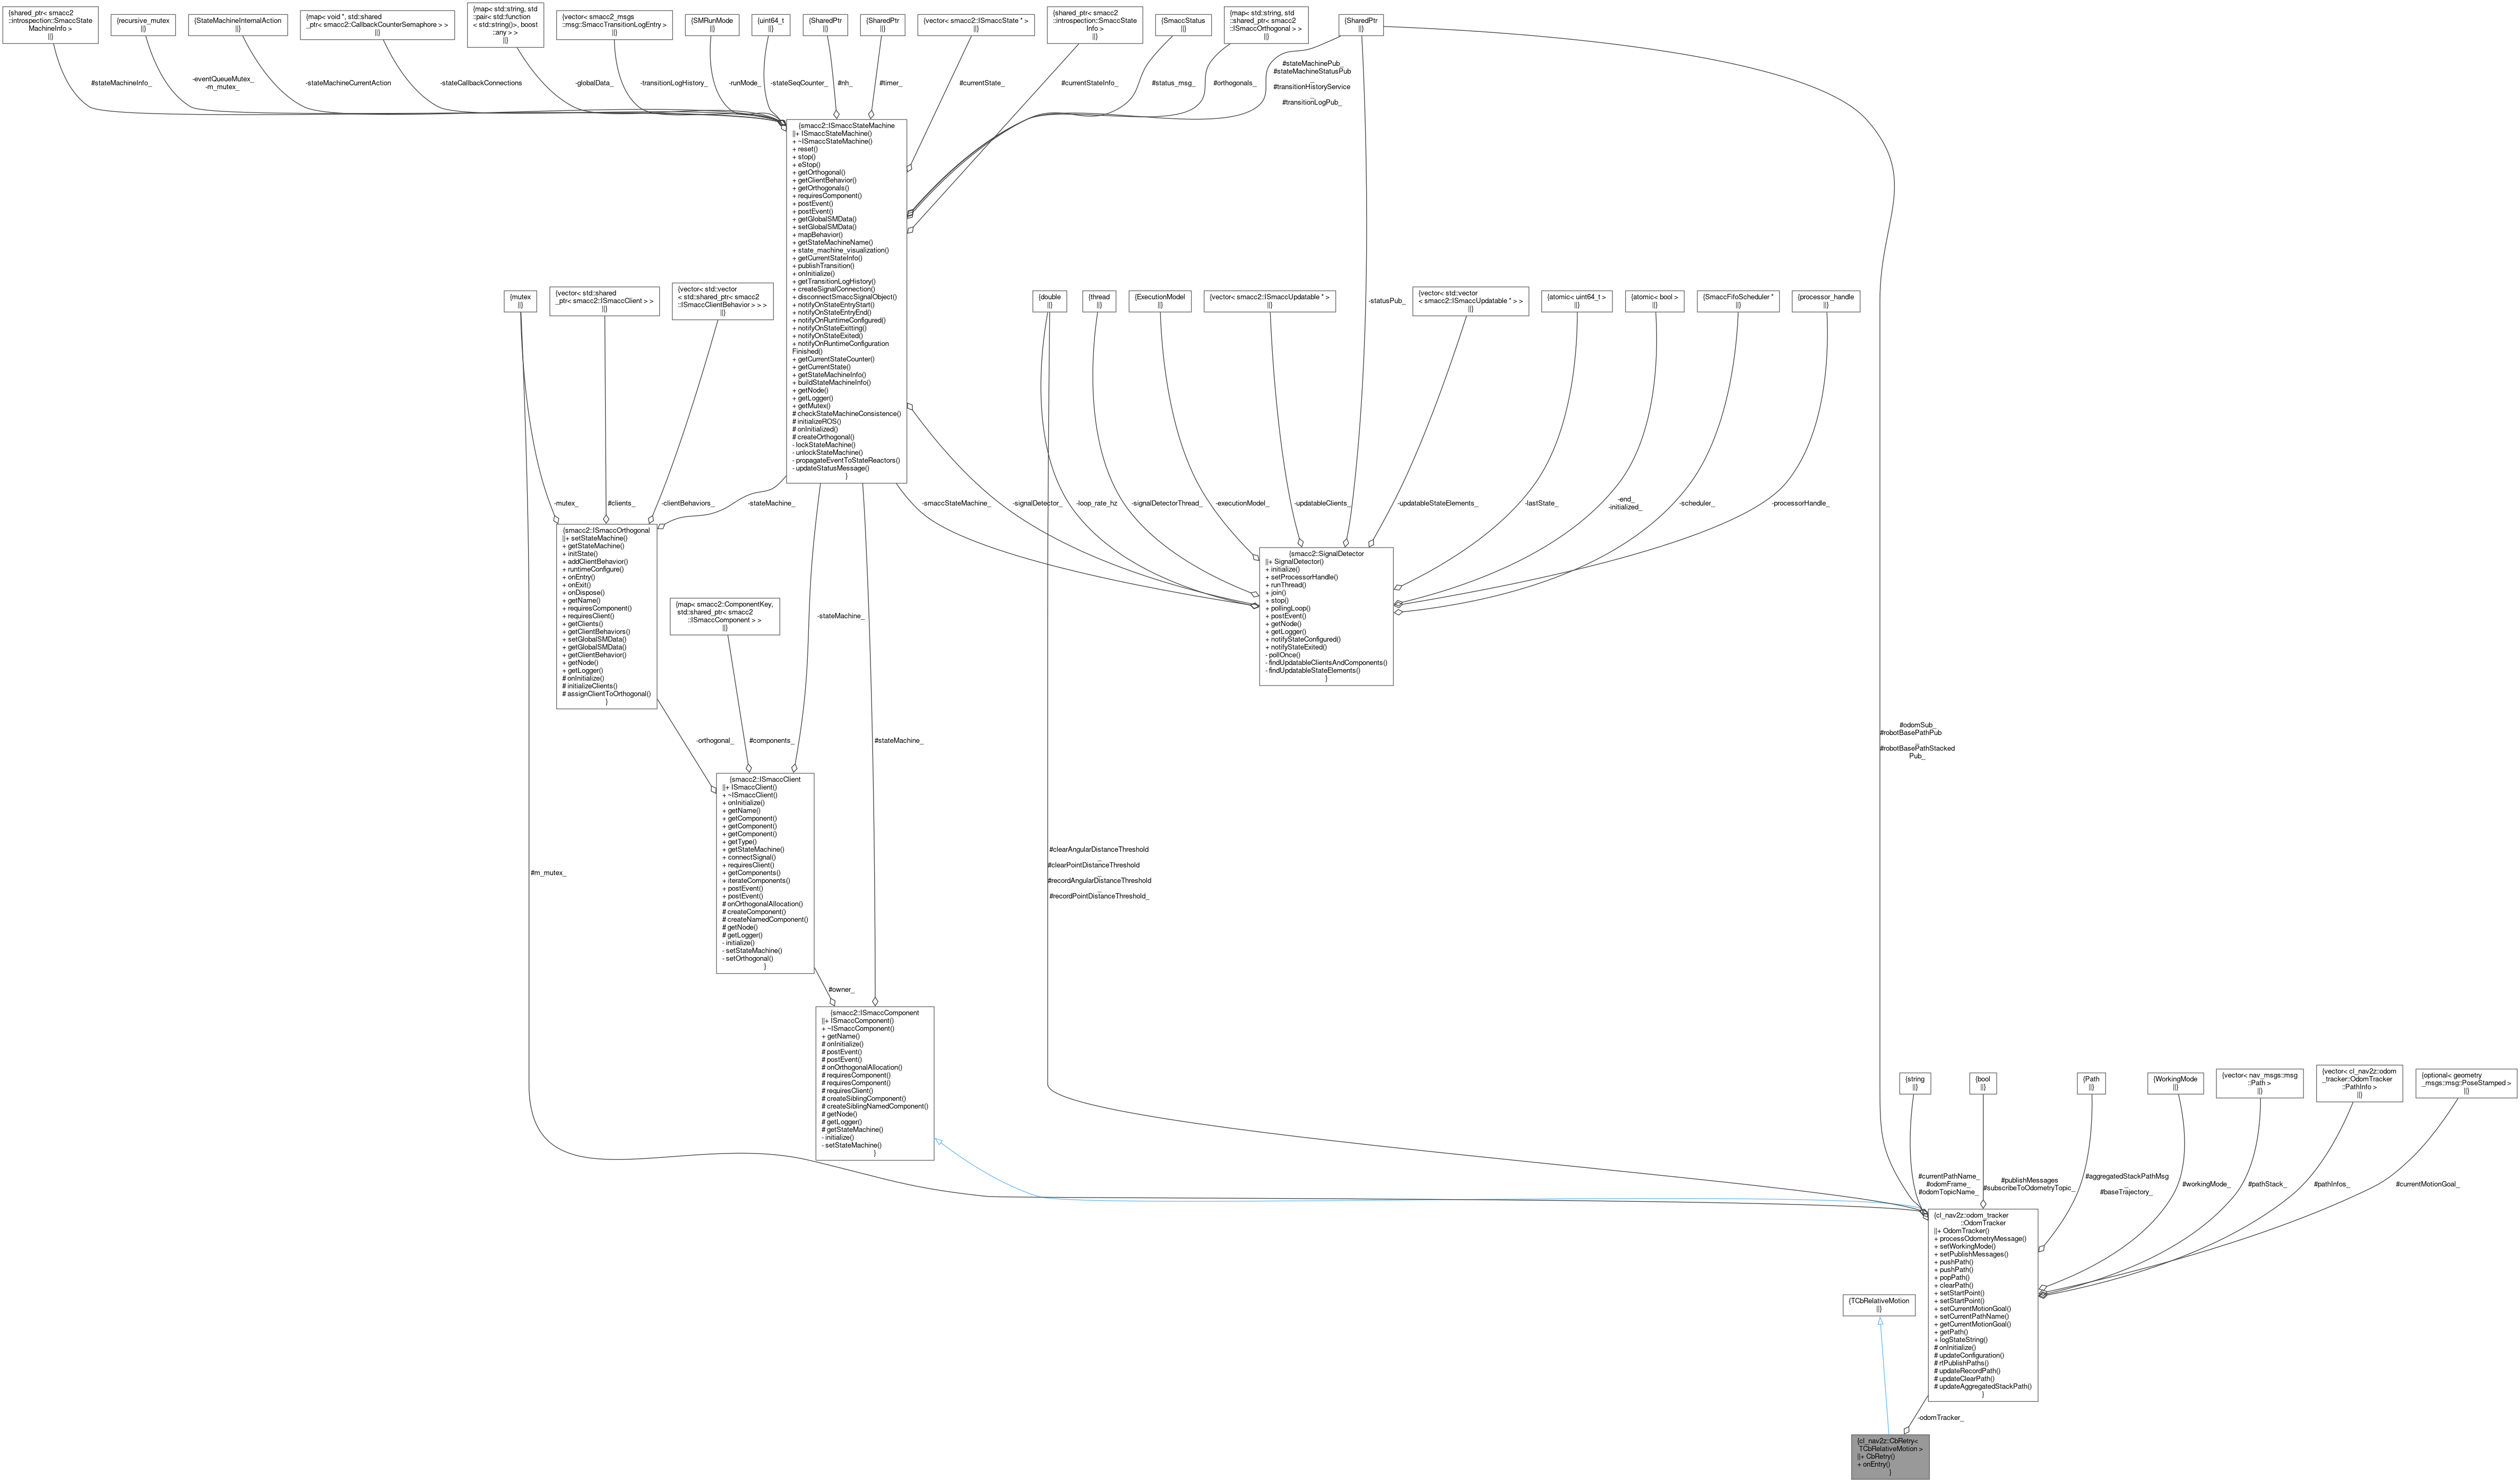 {shared_ptr< smacc2
::introspection::SmaccState
MachineInfo >
||}
{recursive_mutex
||}
{StateMachineInternalAction
||}
{map< void *, std::shared
_ptr< smacc2::CallbackCounterSemaphore > >
||}
{map< std::string, std
::pair< std::function
< std::string()>, boost
::any > >
||}
{vector< smacc2_msgs
::msg::SmaccTransitionLogEntry >
||}
{SMRunMode
||}
{uint64_t
||}
{SharedPtr
||}
{SharedPtr
||}
{vector< smacc2::ISmaccState * >
||}
{shared_ptr< smacc2
::introspection::SmaccState
Info >
||}
{SmaccStatus
||}
{map< std::string, std
::shared_ptr< smacc2
::ISmaccOrthogonal > >
||}
{SharedPtr
||}
#stateMachineInfo_
-eventQueueMutex_
-m_mutex_
-stateMachineCurrentAction
-stateCallbackConnections
-globalData_
-transitionLogHistory_
-runMode_
-stateSeqCounter_
#nh_
#timer_
#currentState_
#currentStateInfo_
#status_msg_
#orthogonals_
#stateMachinePub_
#stateMachineStatusPub
_
#transitionHistoryService
_
#transitionLogPub_
{smacc2::ISmaccStateMachine
||+ ISmaccStateMachine()
+ ~ISmaccStateMachine()
+ reset()
+ stop()
+ eStop()
+ getOrthogonal()
+ getClientBehavior()
+ getOrthogonals()
+ requiresComponent()
+ postEvent()
+ postEvent()
+ getGlobalSMData()
+ setGlobalSMData()
+ mapBehavior()
+ getStateMachineName()
+ state_machine_visualization()
+ getCurrentStateInfo()
+ publishTransition()
+ onInitialize()
+ getTransitionLogHistory()
+ createSignalConnection()
+ disconnectSmaccSignalObject()
+ notifyOnStateEntryStart()
+ notifyOnStateEntryEnd()
+ notifyOnRuntimeConfigured()
+ notifyOnStateExitting()
+ notifyOnStateExited()
+ notifyOnRuntimeConfiguration
Finished()
+ getCurrentStateCounter()
+ getCurrentState()
+ getStateMachineInfo()
+ buildStateMachineInfo()
+ getNode()
+ getLogger()
+ getMutex()
# checkStateMachineConsistence()
# initializeROS()
# onInitialized()
# createOrthogonal()
- lockStateMachine()
- unlockStateMachine()
- propagateEventToStateReactors()
- updateStatusMessage()
}
{mutex
||}
{vector< std::shared
_ptr< smacc2::ISmaccClient > >
||}
{vector< std::vector
< std::shared_ptr< smacc2
::ISmaccClientBehavior > > >
||}
{double
||}
{thread
||}
{ExecutionModel
||}
{vector< smacc2::ISmaccUpdatable * >
||}
-statusPub_
{vector< std::vector
< smacc2::ISmaccUpdatable * > >
||}
{atomic< uint64_t >
||}
{atomic< bool >
||}
{SmaccFifoScheduler *
||}
{processor_handle
||}
-mutex_
#clients_
-clientBehaviors_
-stateMachine_
-smaccStateMachine_
-signalDetector_
-loop_rate_hz
-signalDetectorThread_
-executionModel_
-updatableClients_
-updatableStateElements_
-lastState_
-end_
-initialized_
-scheduler_
-processorHandle_
{smacc2::ISmaccOrthogonal
||+ setStateMachine()
+ getStateMachine()
+ initState()
+ addClientBehavior()
+ runtimeConfigure()
+ onEntry()
+ onExit()
+ onDispose()
+ getName()
+ requiresComponent()
+ requiresClient()
+ getClients()
+ getClientBehaviors()
+ setGlobalSMData()
+ getGlobalSMData()
+ getClientBehavior()
+ getNode()
+ getLogger()
# onInitialize()
# initializeClients()
# assignClientToOrthogonal()
}
{smacc2::SignalDetector
||+ SignalDetector()
+ initialize()
+ setProcessorHandle()
+ runThread()
+ join()
+ stop()
+ pollingLoop()
+ postEvent()
+ getNode()
+ getLogger()
+ notifyStateConfigured()
+ notifyStateExited()
- pollOnce()
- findUpdatableClientsAndComponents()
- findUpdatableStateElements()
}
{map< smacc2::ComponentKey,
std::shared_ptr< smacc2
::ISmaccComponent > >
||}
-stateMachine_
-orthogonal_
#components_
#stateMachine_
#odomSub_
#robotBasePathPub
_
#robotBasePathStacked
Pub_
{smacc2::ISmaccClient
||+ ISmaccClient()
+ ~ISmaccClient()
+ onInitialize()
+ getName()
+ getComponent()
+ getComponent()
+ getComponent()
+ getType()
+ getStateMachine()
+ connectSignal()
+ requiresClient()
+ getComponents()
+ iterateComponents()
+ postEvent()
+ postEvent()
# onOrthogonalAllocation()
# createComponent()
# createNamedComponent()
# getNode()
# getLogger()
- initialize()
- setStateMachine()
- setOrthogonal()
}
#m_mutex_
#clearAngularDistanceThreshold
_
#clearPointDistanceThreshold
_
#recordAngularDistanceThreshold
_
#recordPointDistanceThreshold_
#owner_
{smacc2::ISmaccComponent
||+ ISmaccComponent()
+ ~ISmaccComponent()
+ getName()
# onInitialize()
# postEvent()
# postEvent()
# onOrthogonalAllocation()
# requiresComponent()
# requiresComponent()
# requiresClient()
# createSiblingComponent()
# createSiblingNamedComponent()
# getNode()
# getLogger()
# getStateMachine()
- initialize()
- setStateMachine()
}
{string
||}
{bool
||}
{Path
||}
{WorkingMode
||}
{vector< nav_msgs::msg
::Path >
||}
{vector< cl_nav2z::odom
_tracker::OdomTracker
::PathInfo >
||}
{optional< geometry
_msgs::msg::PoseStamped >
||}
#currentPathName_
#odomFrame_
#odomTopicName_
#publishMessages
#subscribeToOdometryTopic_
#aggregatedStackPathMsg
_
#baseTrajectory_
#workingMode_
#pathStack_
#pathInfos_
#currentMotionGoal_
{cl_nav2z::odom_tracker
::OdomTracker
||+ OdomTracker()
+ processOdometryMessage()
+ setWorkingMode()
+ setPublishMessages()
+ pushPath()
+ pushPath()
+ popPath()
+ clearPath()
+ setStartPoint()
+ setStartPoint()
+ setCurrentMotionGoal()
+ setCurrentPathName()
+ getCurrentMotionGoal()
+ getPath()
+ logStateString()
# onInitialize()
# updateConfiguration()
# rtPublishPaths()
# updateRecordPath()
# updateClearPath()
# updateAggregatedStackPath()
}
{TCbRelativeMotion
||}
-odomTracker_
{cl_nav2z::CbRetry<
TCbRelativeMotion >
||+ CbRetry()
+ onEntry()
}